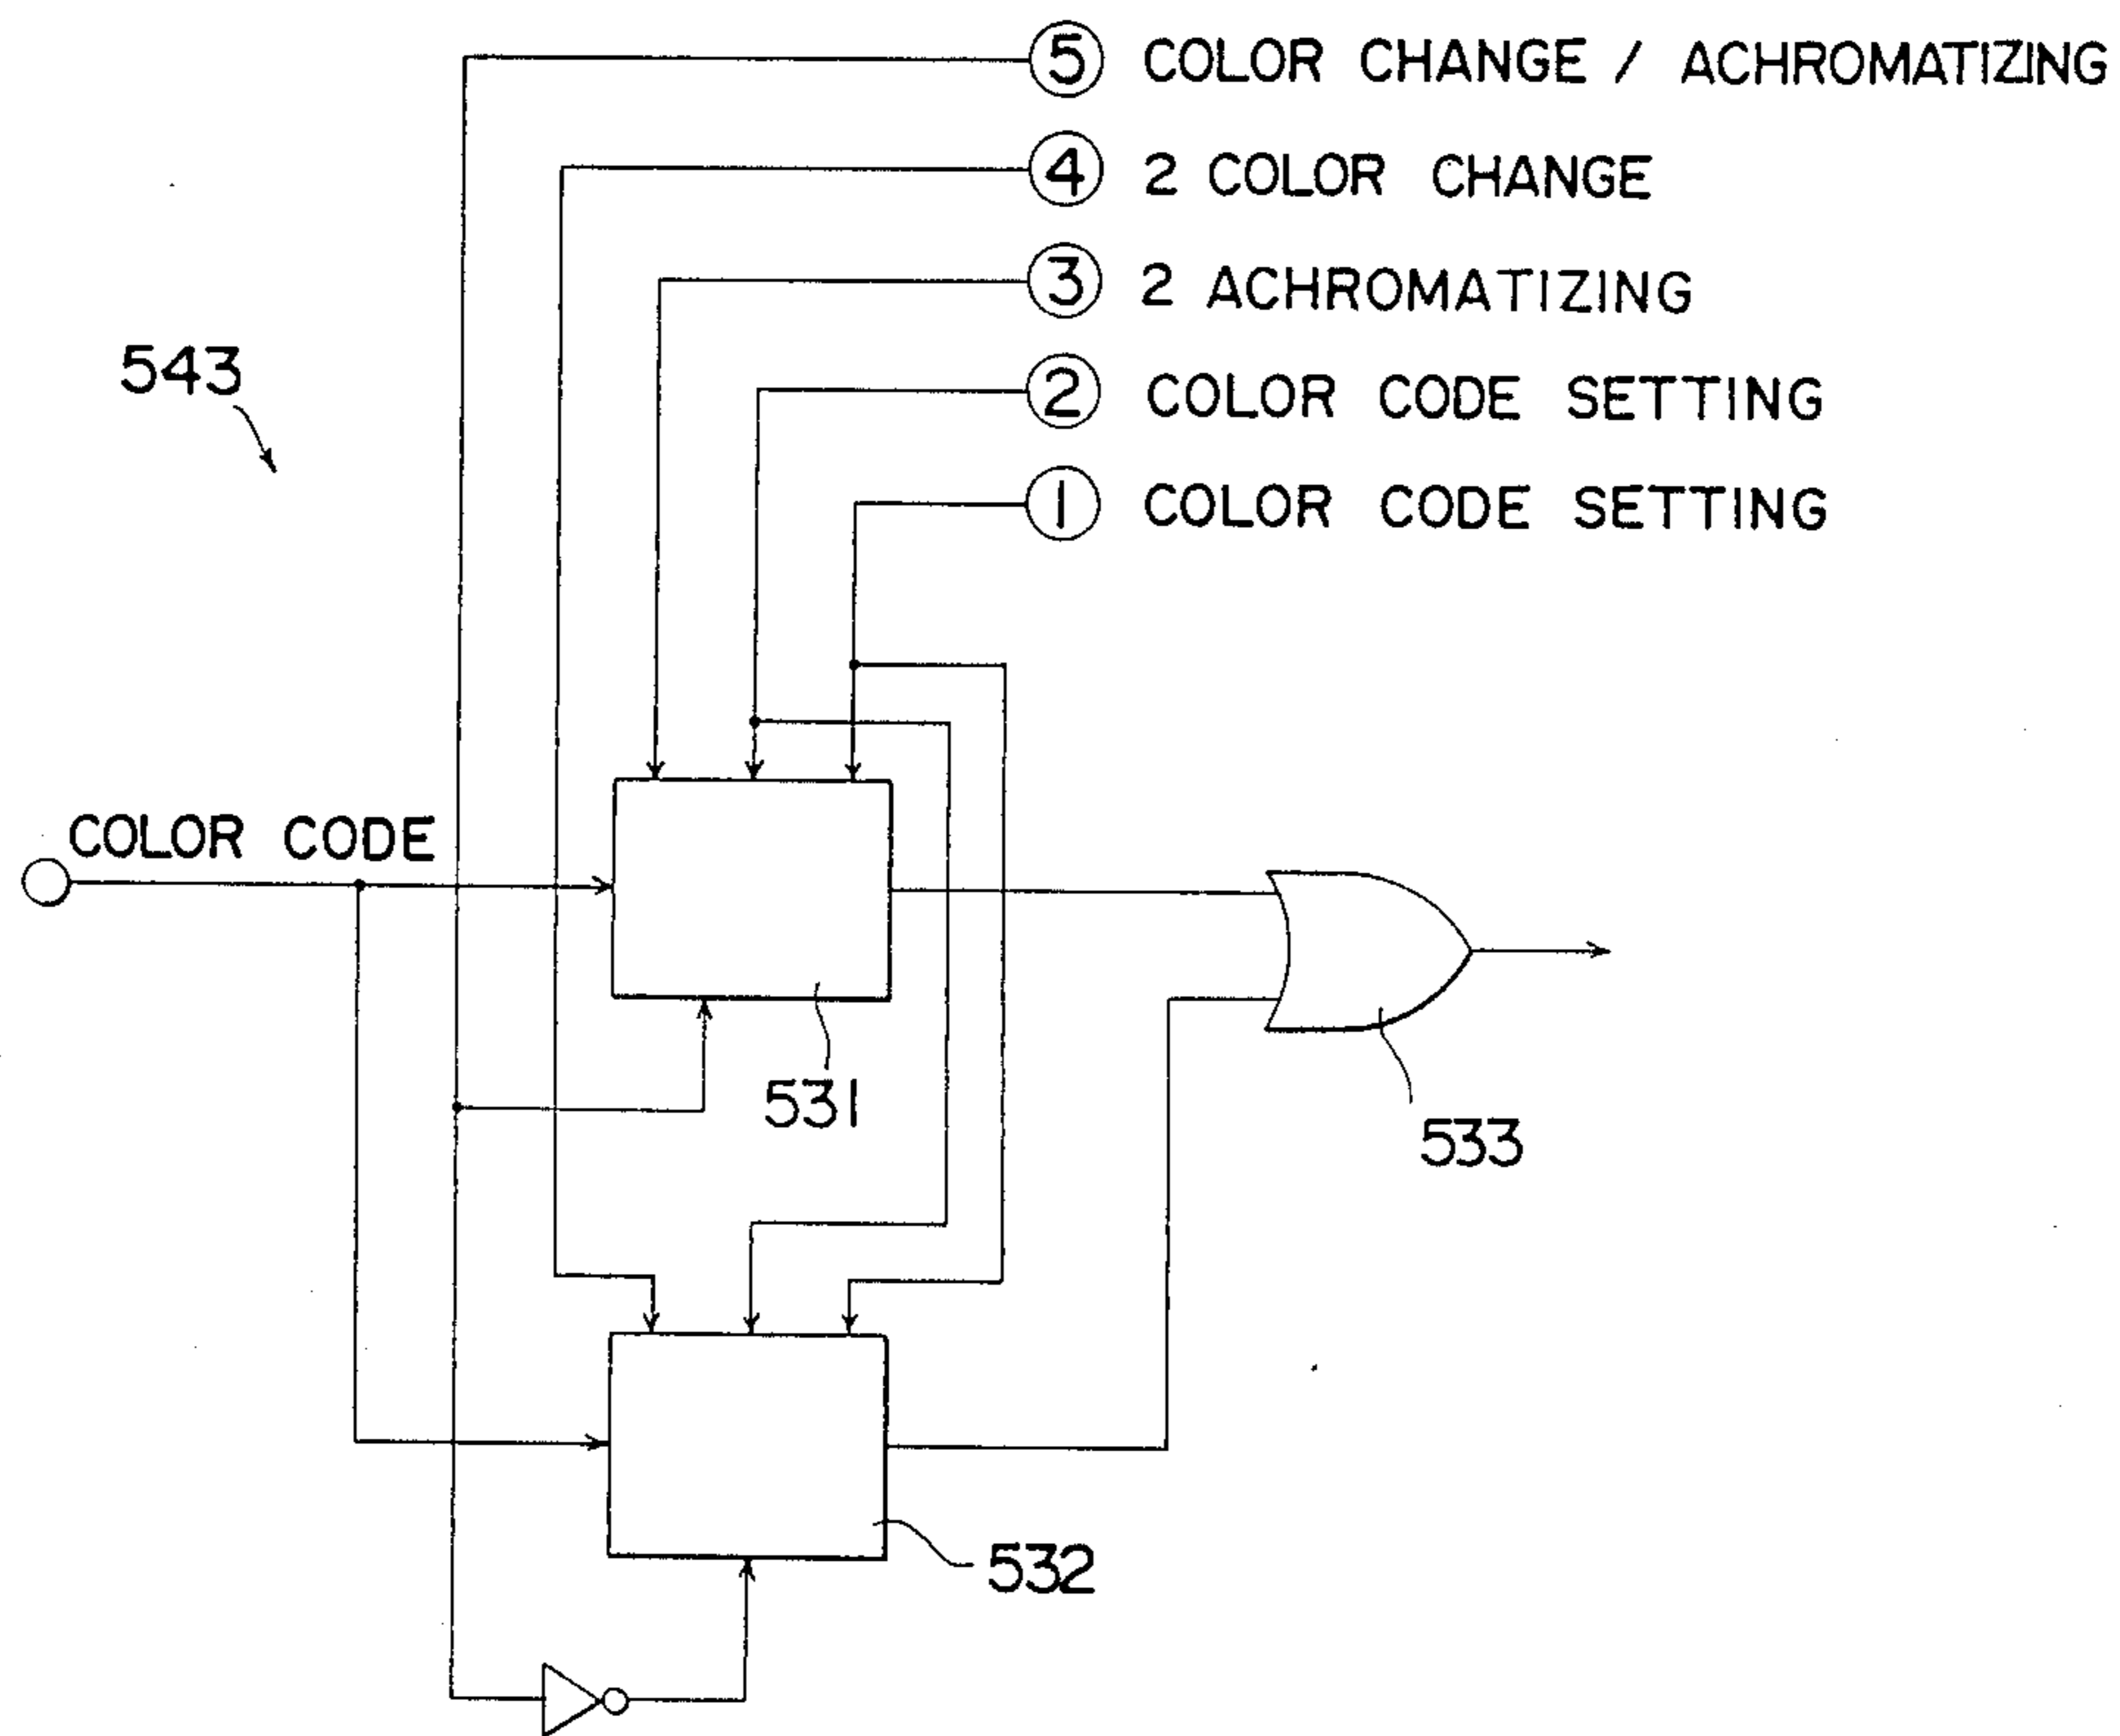 ⑤ COLOR CHANGE / ACHROMATIZING
④ 2 COLOR CHANGE
③ 2 ACHROMATIZING
② COLOR CODE SETTING
① COLOR CODE SETTING
543
COLOR CODE
531
533
532